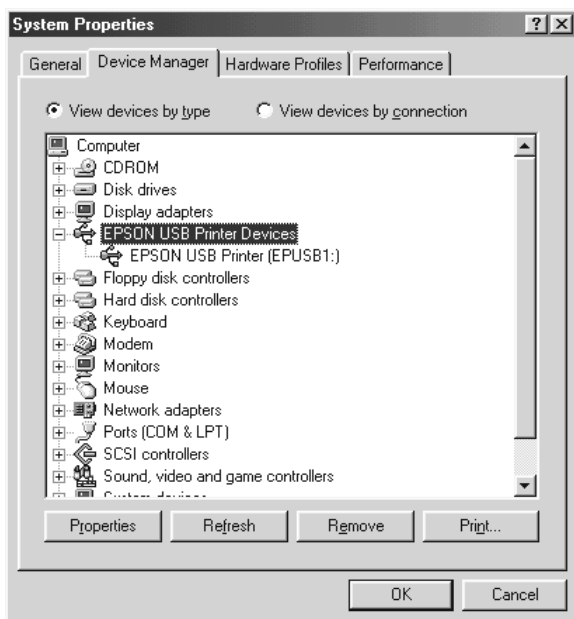 System Properties
General Device Manager Hardware Profiles Performance
View devices by type View devices by connection
Computer
CDROM
Disk drives
Display adapters
EPSON USB Printer Devices
EPSON USB Printer (EPUSB1:)
Floppy disk controllers
Hard disk controllers
Keyboard
Modem
Monitors
Mouse
Network adapters
Ports (COM & LPT)
SCSI controllers
Sound, video and game controllers
Properties Refresh Remove Print...
OK Cancel